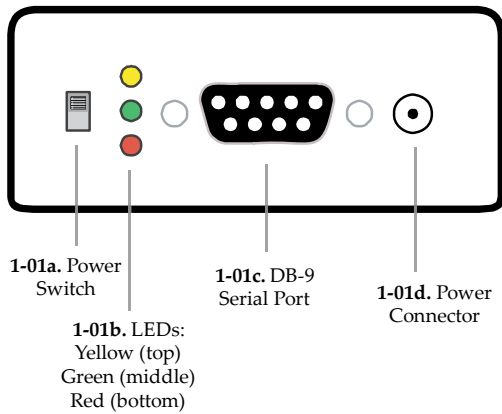 1-01a. Power
Switch
1-01b. LEDs:
Yellow (top)
Green (middle)
Red (bottom)
1-01c. DB-9
Serial Port
1-01d. Power
Connector